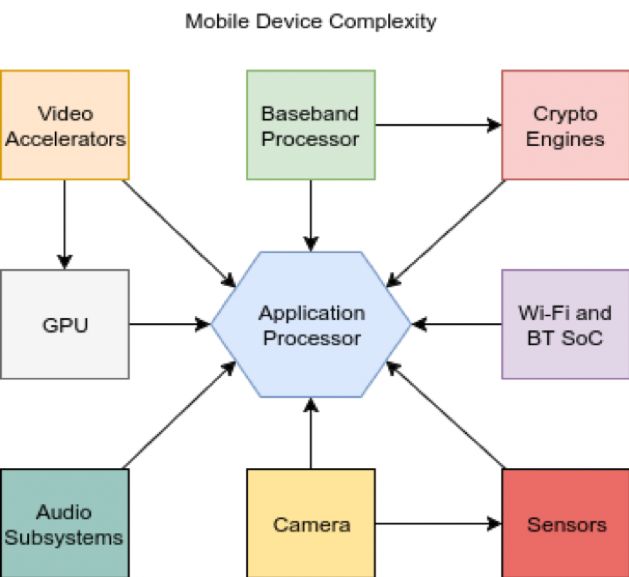 Mobile Device Complexity
Video
Accelerators
Baseband
Processor
Crypto
Engines
GPU
Application
Processor
Wi-Fi and
BT SoC
Audio
Subsystems
Camera
Sensors